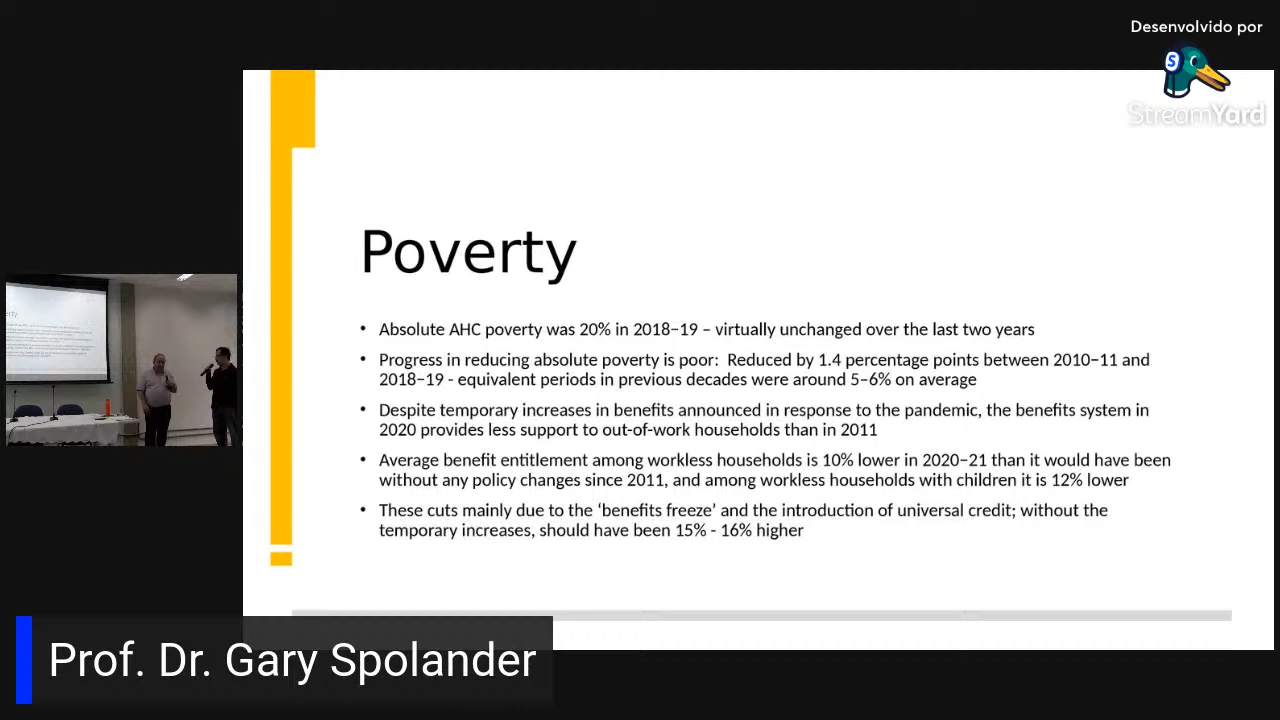 Desenvolvido por
StreamYard
Poverty
• Absolute AHC poverty was 20% in 2018–19 – virtually unchanged over the last two years
• Progress in reducing absolute poverty is poor:  Reduced by 1.4 percentage points between 2010–11 and
2018–19 - equivalent periods in previous decades were around 5–6% on average
• Despite temporary increases in benefits announced in response to the pandemic, the benefits system in
2020 provides less support to out-of-work households than in 2011
• Average benefit entitlement among workless households is 10% lower in 2020–21 than it would have been
without any policy changes since 2011, and among workless households with children it is 12% lower
• These cuts mainly due to the ‘benefits freeze’ and the introduction of universal credit; without the
temporary increases, should have been 15% - 16% higher
Prof. Dr. Gary Spolander